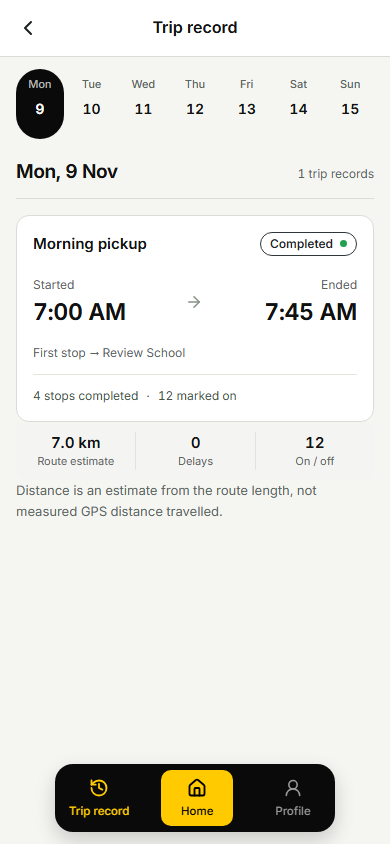 Trip record
Mon Tue Wed Thu Fri Sat Sun
9 10 11 12 13 14 15
Mon, 9 Nov
1 trip records
Morning pickup
Completed
Started
Ended
7:00 AM → 7:45 AM
First stop → Review School
4 stops completed · 12 marked on
7.0 km 0 12
Route estimate Delays On / off
Distance is an estimate from the route length, not
measured GPS distance travelled.
Trip record Home Profile